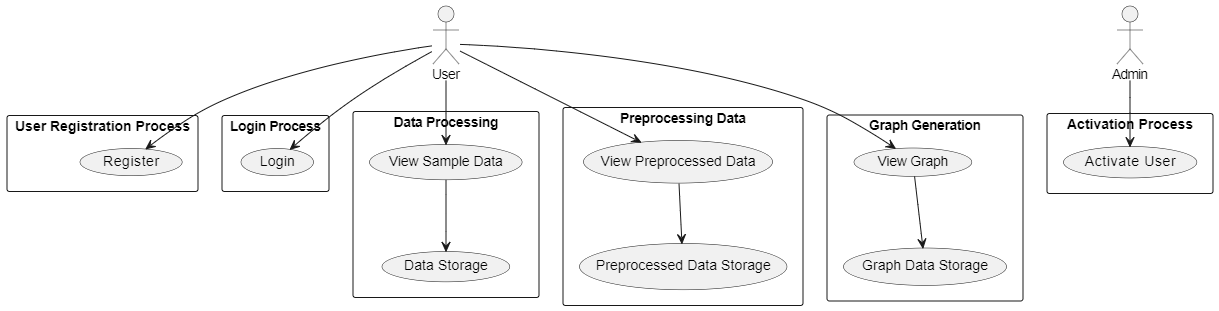 User
Admin
User Registration Process
Login Process
Data Processing
Preprocessing Data
Graph Generation
Activation Process
Register
Login
View Sample Data
View Preprocessed Data
View Graph
Activate User
Data Storage
Preprocessed Data Storage
Graph Data Storage